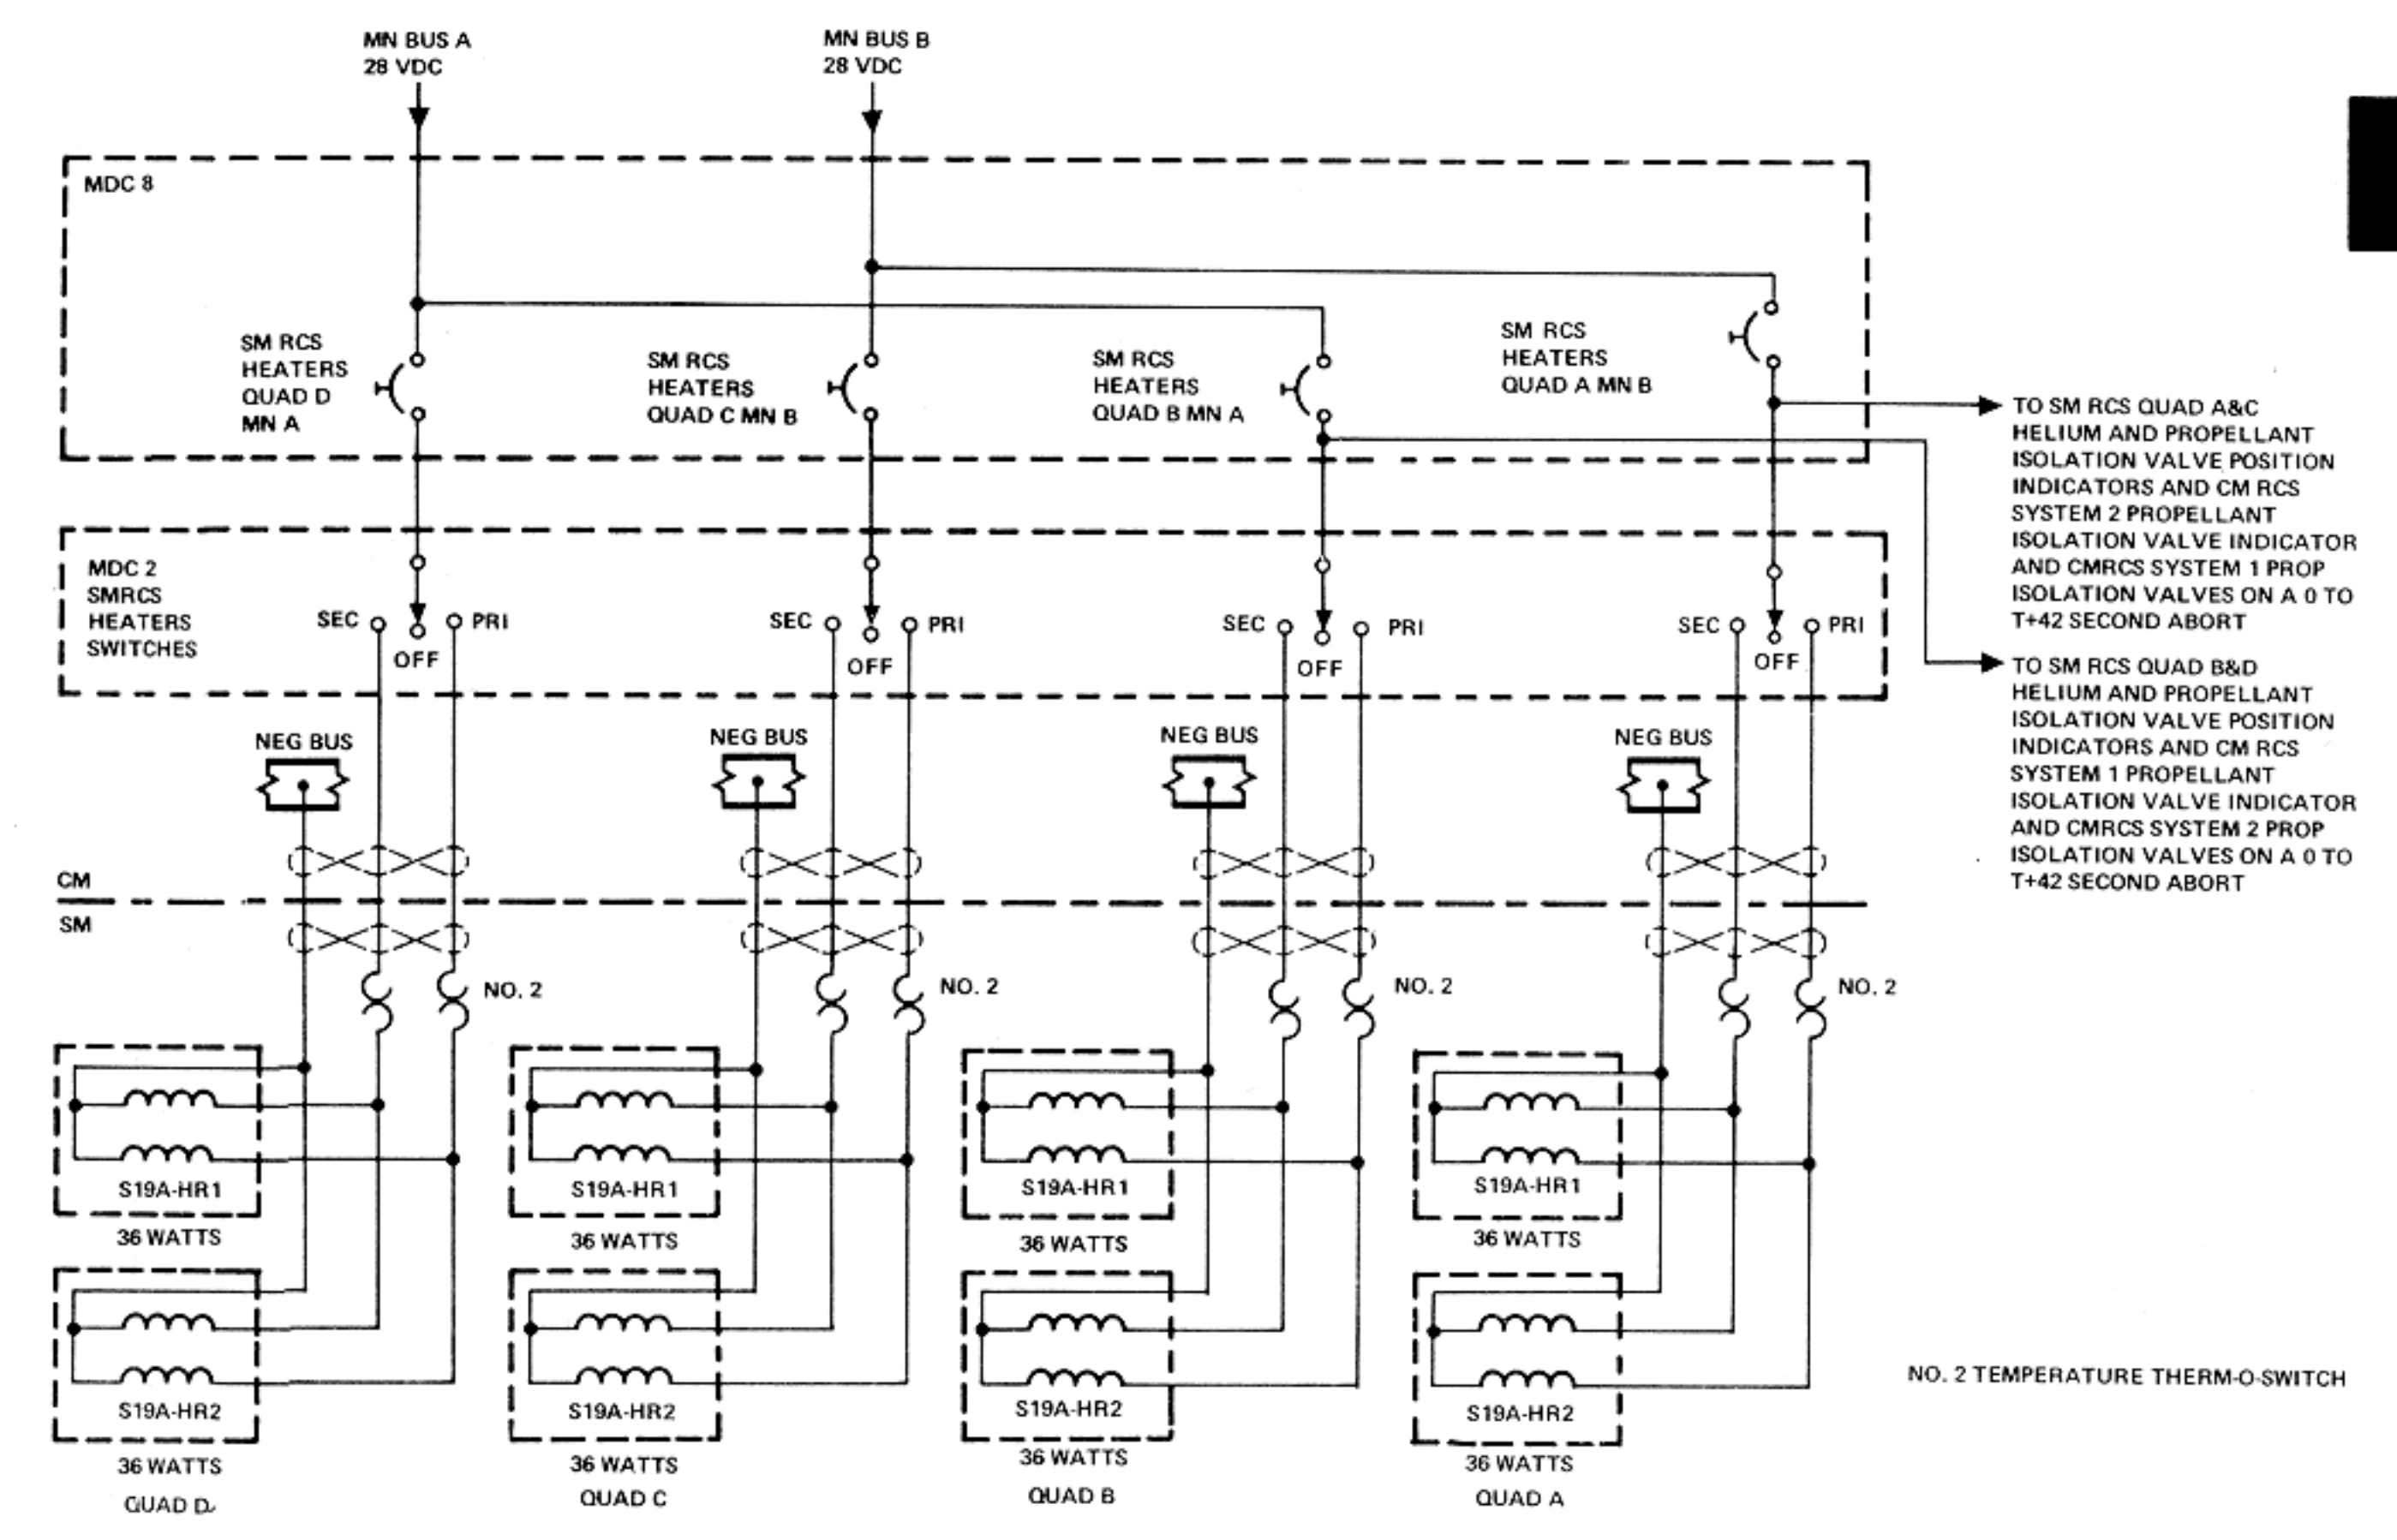 MN BUS A
28 VDC
MN BUS B
28 VDC
MDC 8
SM RCS
HEATERS
QUAD D
MN A
SM RCS
HEATERS
QUAD C MN B
SM RCS
HEATERS
QUAD B MN A
SM RCS
HEATERS
QUAD A MN B
TO SM RCS QUAD A&C
HELIUM AND PROPELLANT
ISOLATION VALVE POSITION
INDICATORS AND CM RCS
SYSTEM 2 PROPELLANT
ISOLATION VALVE INDICATOR
AND CMRCS SYSTEM 1 PROP
ISOLATION VALVES ON A 0 TO
T+42 SECOND ABORT
MDC 2
SMRCS
HEATERS
SWITCHES
SEC
OFF
PRI
SEC
OFF
PRI
SEC
OFF
PRI
SEC
OFF
PRI
TO SM RCS QUAD B&D
HELIUM AND PROPELLANT
ISOLATION VALVE POSITION
INDICATORS AND CM RCS
SYSTEM 1 PROPELLANT
ISOLATION VALVE INDICATOR
AND CMRCS SYSTEM 2 PROP
ISOLATION VALVES ON A 0 TO
T+42 SECOND ABORT
NEG BUS
NEG BUS
NEG BUS
NEG BUS
CM
SM
NO. 2
NO. 2
NO. 2
NO. 2
S19A-HR1
36 WATTS
S19A-HR1
36 WATTS
S19A-HR1
36 WATTS
S19A-HR1
36 WATTS
S19A-HR2
36 WATTS
QUAD D
S19A-HR2
36 WATTS
QUAD C
S19A-HR2
36 WATTS
QUAD B
S19A-HR2
36 WATTS
QUAD A
NO. 2 TEMPERATURE THERM-O-SWITCH